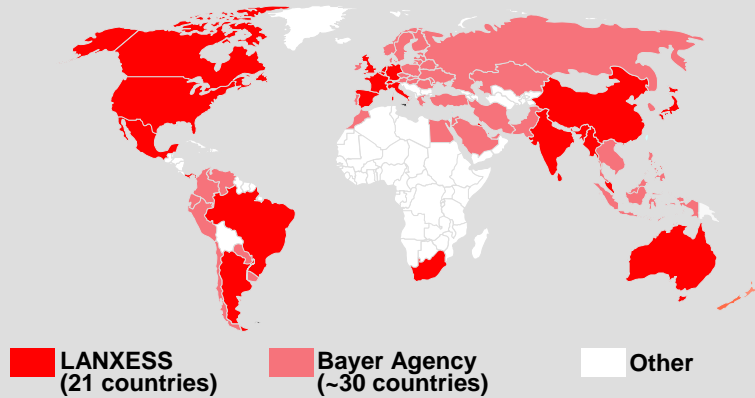 LANXESS
(21 countries)
Bayer Agency
(~30 countries)
Other